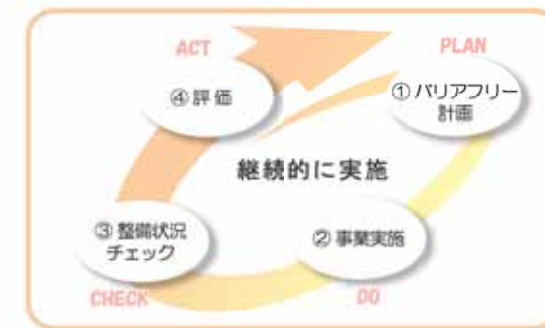 ACT
PLAN
④ 評価
① バリアフリー
計画
継続的に実施
③ 整備状況
チェック
② 事業実施
CHECK
DO